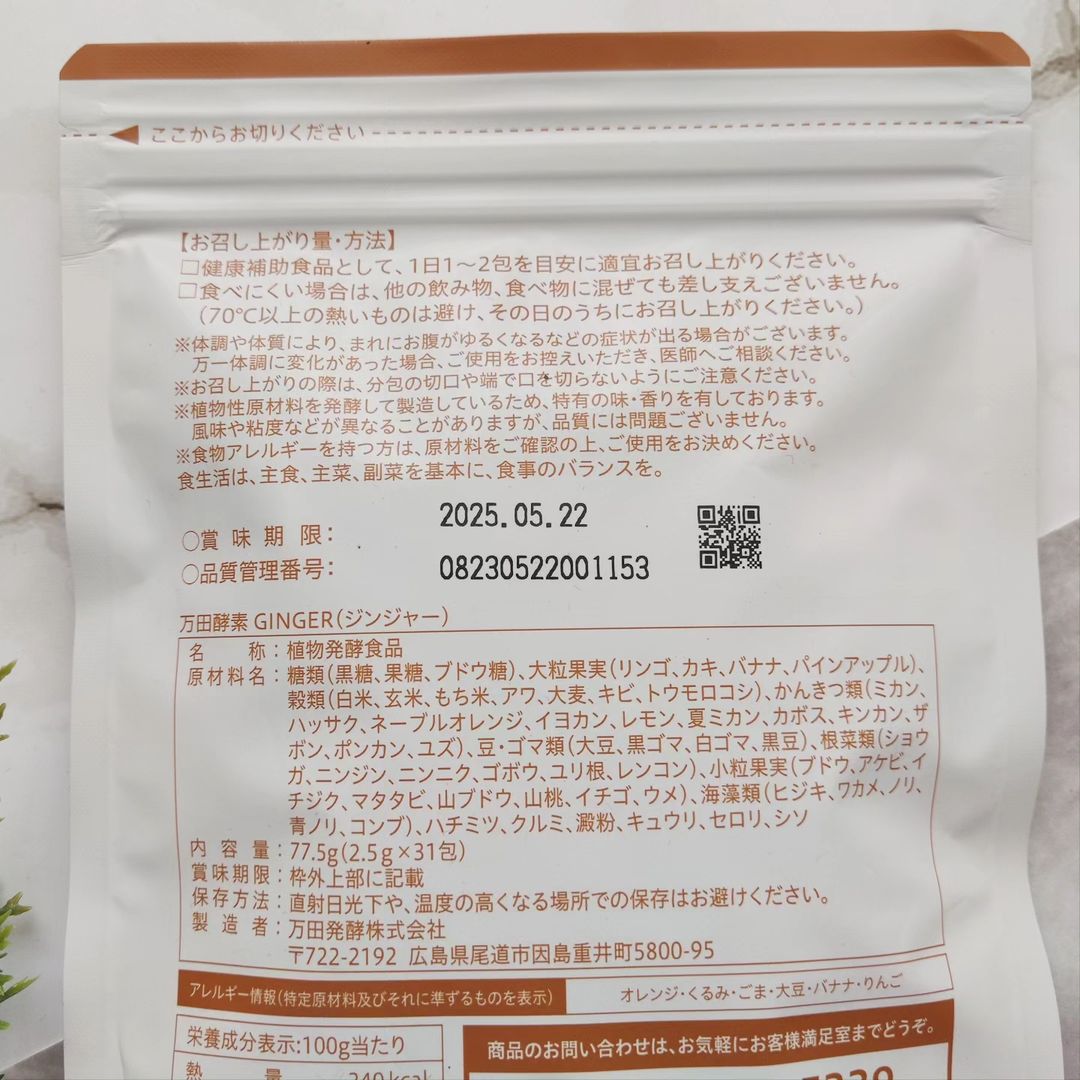 ここからお切りください
【お召し上がり量・方法】
□健康補助食品として、1日1～2包を目安に適宜お召し上がりください。
□食べにくい場合は、他の飲み物、食べ物に混ぜても差し支えございません。
（70℃以上の熱いものは避け、その日のうちにお召し上がりください。）
※体調や体質により、まれにお腹がゆるくなるなどの症状が出る場合がございます。
万一体調に変化があった場合、ご使用をお控えいただき、医師へご相談ください。
※お召し上がりの際は、分包の切口や端で口を切らないようにご注意ください。
※植物性原材料を発酵して製造しているため、特有の味・香りを有しております。
風味や粘度などが異なることがありますが、品質には問題ございません。
※食物アレルギーを持つ方は、原材料をご確認の上、ご使用をお決めください。
食生活は、主食、主菜、副菜を基本に、食事のバランスを。
○賞味期限： 2025.05.22
○品質管理番号： 08230522001153
万田酵素 GINGER（ジンジャー）
名称：植物発酵食品
原材料名：糖類（黒糖、果糖、ブドウ糖）、大粒果実（リンゴ、カキ、バナナ、パインアップル）、
穀類（白米、玄米、もち米、アワ、大麦、キビ、トウモロコシ）、かんきつ類（ミカン、
ハッサク、ネーブルオレンジ、イヨカン、レモン、夏ミカン、カボス、キンカン、ザ
ボン、ポンカン、ユズ）、豆・ゴマ類（大豆、黒ゴマ、白ゴマ、黒豆）、根菜類（ショウ
ガ、ニンジン、ニンニク、ゴボウ、ユリ根、レンコン）、小粒果実（ブドウ、アケビ、イ
チジク、マタタビ、山ブドウ、山桃、イチゴ、ウメ）、海藻類（ヒジキ、ワカメ、ノリ、
青ノリ、コンブ）、ハチミツ、クルミ、澱粉、キュウリ、セロリ、シソ
内容量：77.5g（2.5g×31包）
賞味期限：枠外上部に記載
保存方法：直射日光下や、温度の高くなる場所での保存はお避けください。
製造者：万田発酵株式会社
〒722-2192 広島県尾道市因島重井町5800-95
アレルギー情報（特定原材料及びそれに準ずるものを表示） オレンジ・くるみ・ごま・大豆・バナナ・りんご
栄養成分表示：100g当たり
商品のお問い合わせは、お気軽にお客様満足室までどうぞ。
熱量